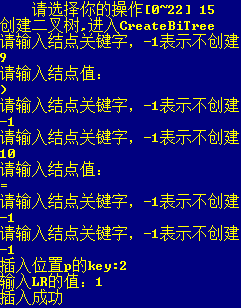 请选择你的操作[0~22] 15
创建二叉树,进入CreateBiTree
请输入结点关键字，-1表示不创建
9
请输入结点值：
)
请输入结点关键字，-1表示不创建
-1
请输入结点关键字，-1表示不创建
10
请输入结点值：
=
请输入结点关键字，-1表示不创建
-1
请输入结点关键字，-1表示不创建
-1
插入位置p的key:2
输入LR的值：1
插入成功